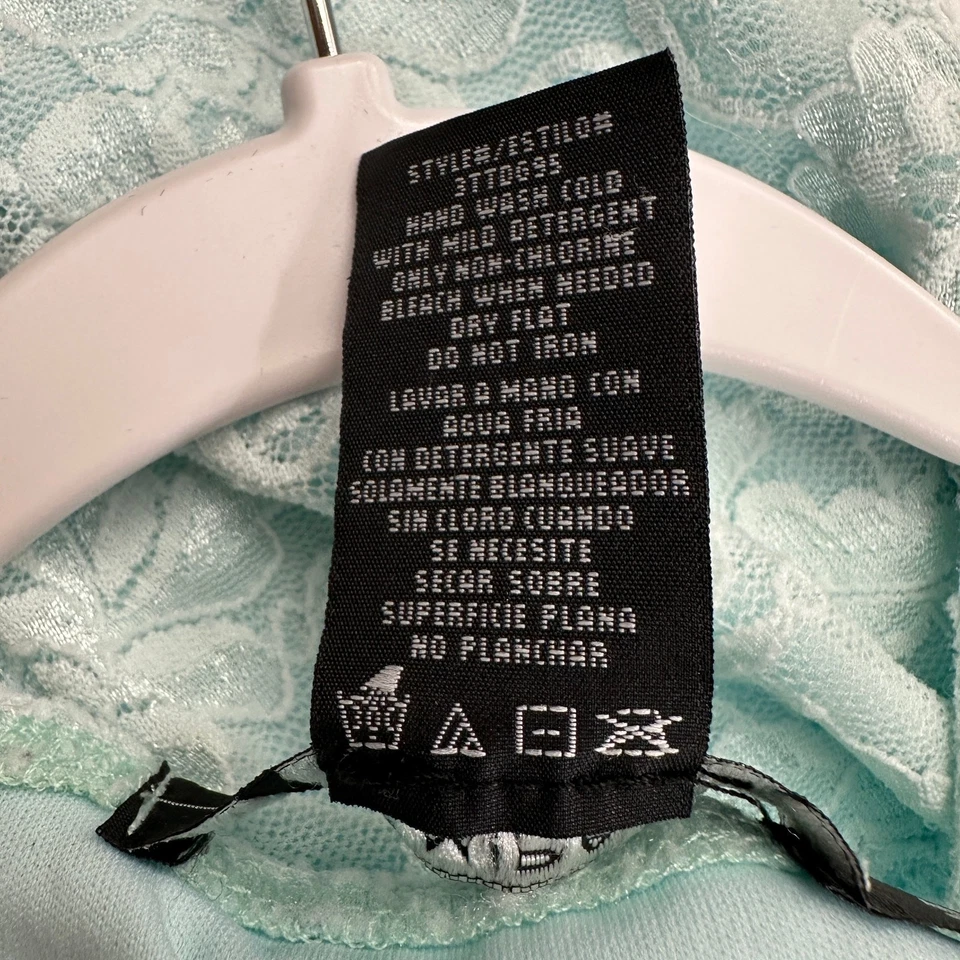 STYLE#/ESTILO#
3TTD095
HAND WASH COLD
WITH MILD DETERGENT
ONLY NON-CHLORINE
BLEACH WHEN NEEDED
DRY FLAT
DO NOT IRON
LAVAR A MANO CON
AGUA FRIA
CON DETERGENTE SUAVE
SOLAMENTE BLANQUEADOR
SIN CLORO CUANDO
SE NECESITE
SECAR SOBRE
SUPERFICIE PLANA
NO PLANCHAR